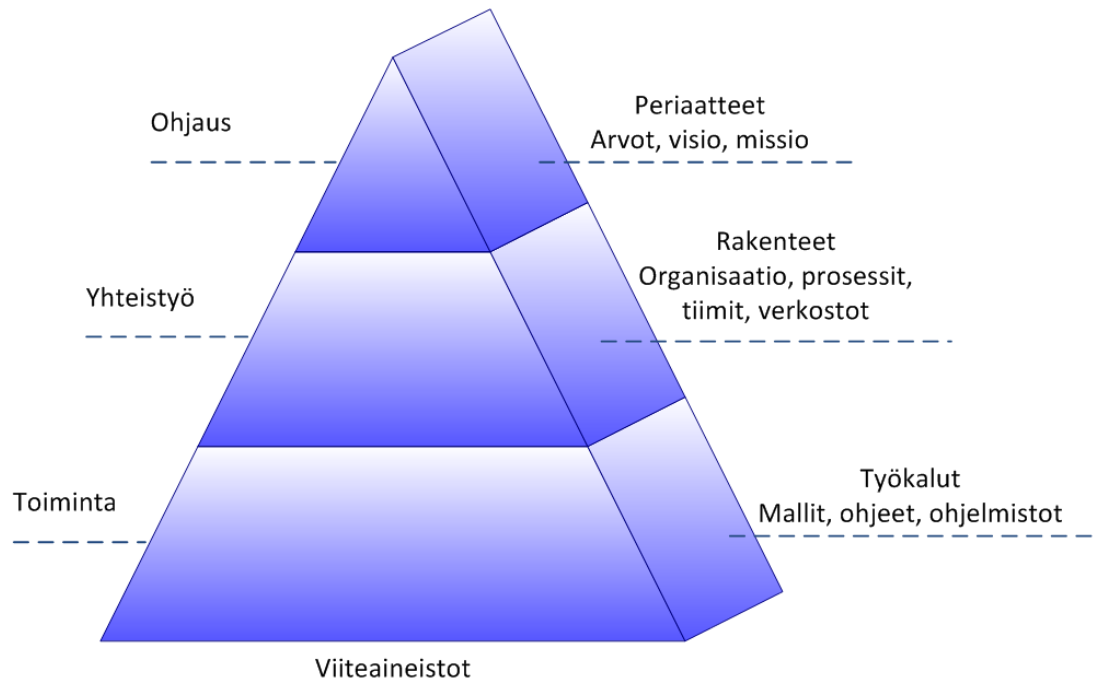 Ohjaus
Periaatteet
Arvot, visio, missio
Yhteistyö
Rakenteet
Organisaatio, prosessit,
tiimit, verkostot
Toiminta
Työkalut
Mallit, ohjeet, ohjelmistot
Viiteaineistot